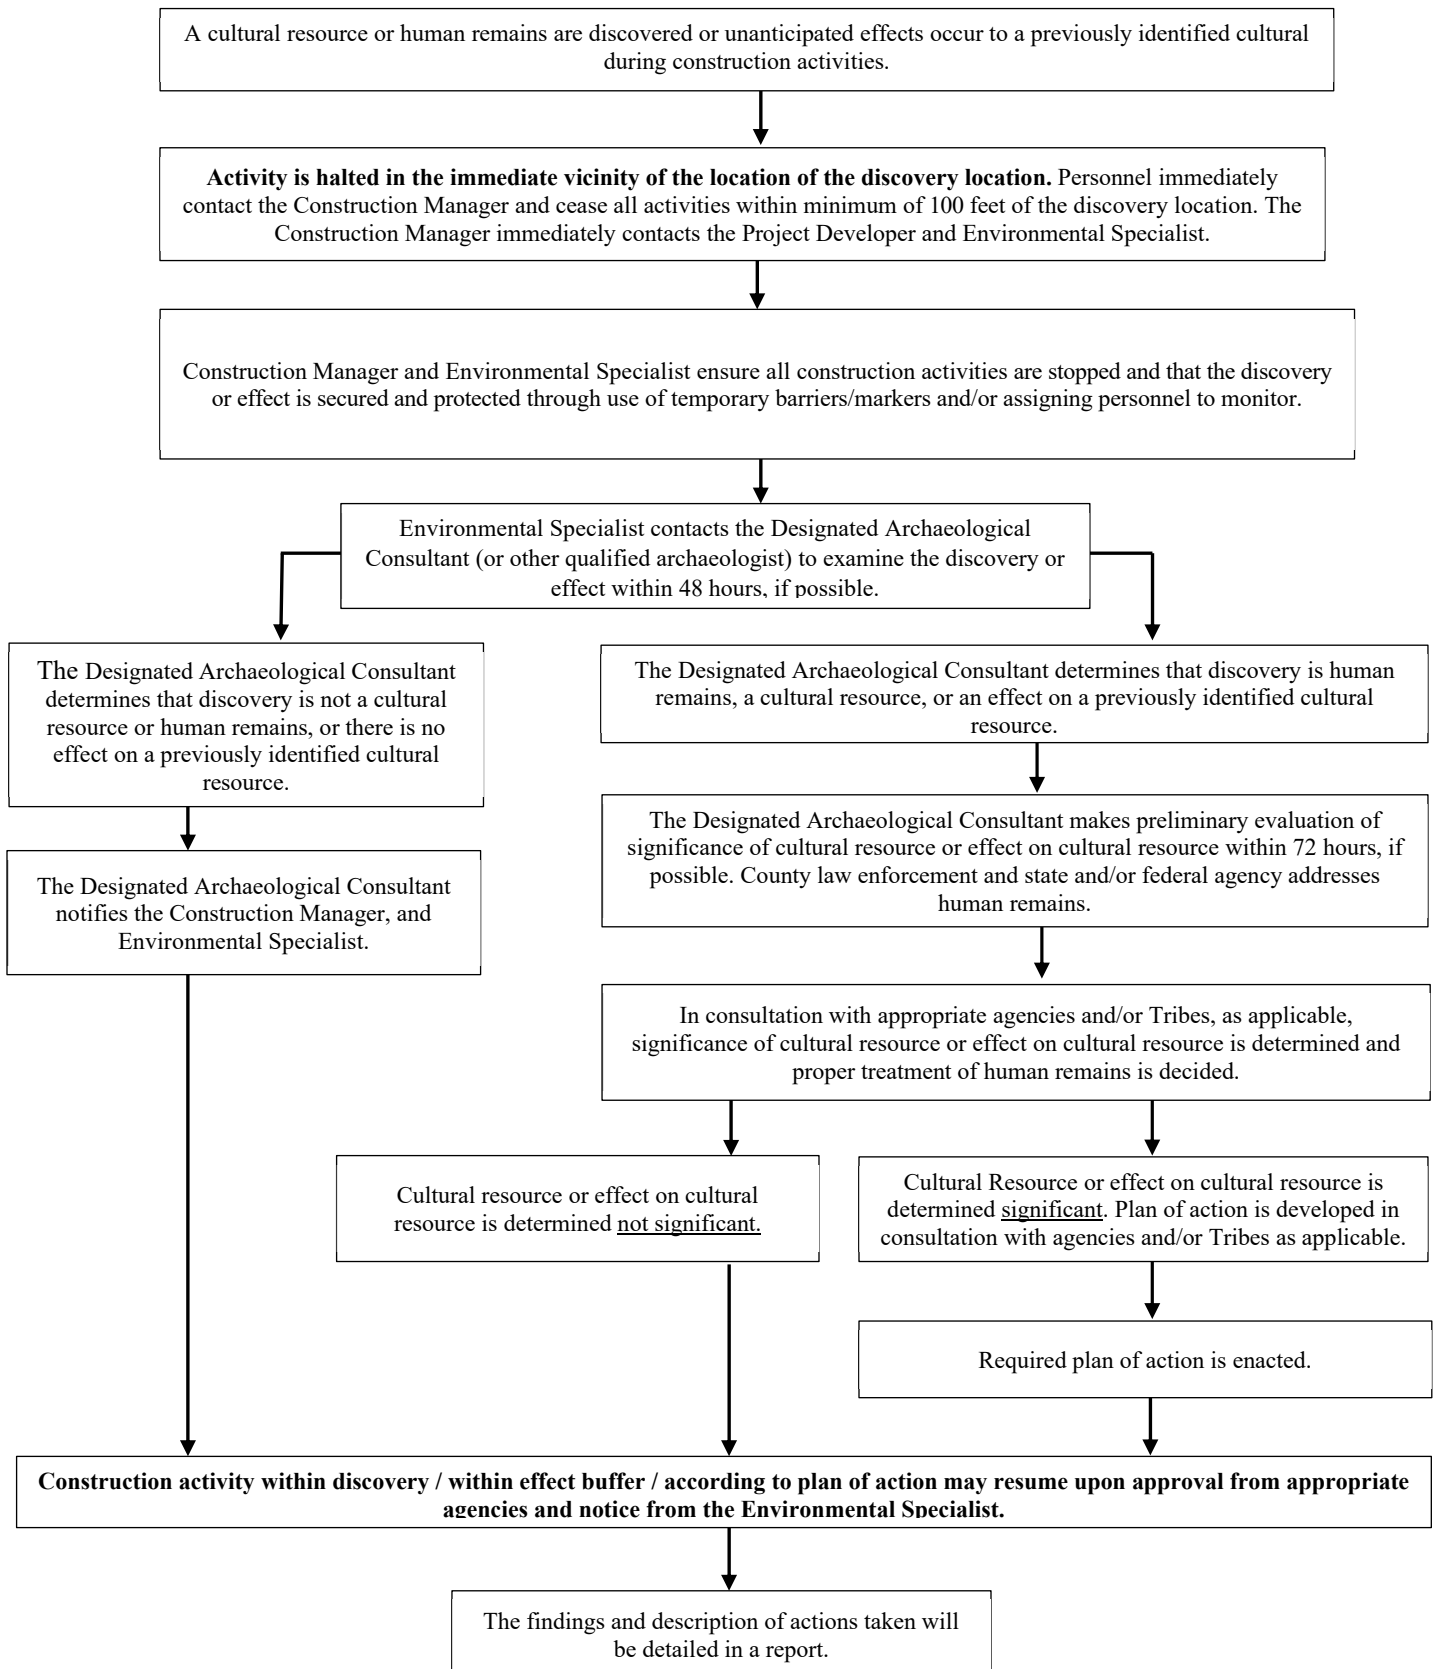 A cultural resource or human remains are discovered or unanticipated effects occur to a previously identified cultural
during construction activities.
Activity is halted in the immediate vicinity of the location of the discovery location. Personnel immediately
contact the Construction Manager and cease all activities within minimum of 100 feet of the discovery location. The
Construction Manager immediately contacts the Project Developer and Environmental Specialist.
Construction Manager and Environmental Specialist ensure all construction activities are stopped and that the discovery
or effect is secured and protected through use of temporary barriers/markers and/or assigning personnel to monitor.
Environmental Specialist contacts the Designated Archaeological
Consultant (or other qualified archaeologist) to examine the discovery or
effect within 48 hours, if possible.
The Designated Archaeological Consultant
determines that discovery is not a cultural
resource or human remains, or there is no
effect on a previously identified cultural
resource.
The Designated Archaeological Consultant
notifies the Construction Manager, and
Environmental Specialist.
The Designated Archaeological Consultant determines that discovery is human
remains, a cultural resource, or an effect on a previously identified cultural
resource.
The Designated Archaeological Consultant makes preliminary evaluation of
significance of cultural resource or effect on cultural resource within 72 hours, if
possible. County law enforcement and state and/or federal agency addresses
human remains.
In consultation with appropriate agencies and/or Tribes, as applicable,
significance of cultural resource or effect on cultural resource is determined and
proper treatment of human remains is decided.
Cultural resource or effect on cultural
resource is determined not significant.
Cultural Resource or effect on cultural resource is
determined significant. Plan of action is developed in
consultation with agencies and/or Tribes as applicable.
Required plan of action is enacted.
Construction activity within discovery / within effect buffer / according to plan of action may resume upon approval from appropriate
agencies and notice from the Environmental Specialist.
The findings and description of actions taken will
be detailed in a report.